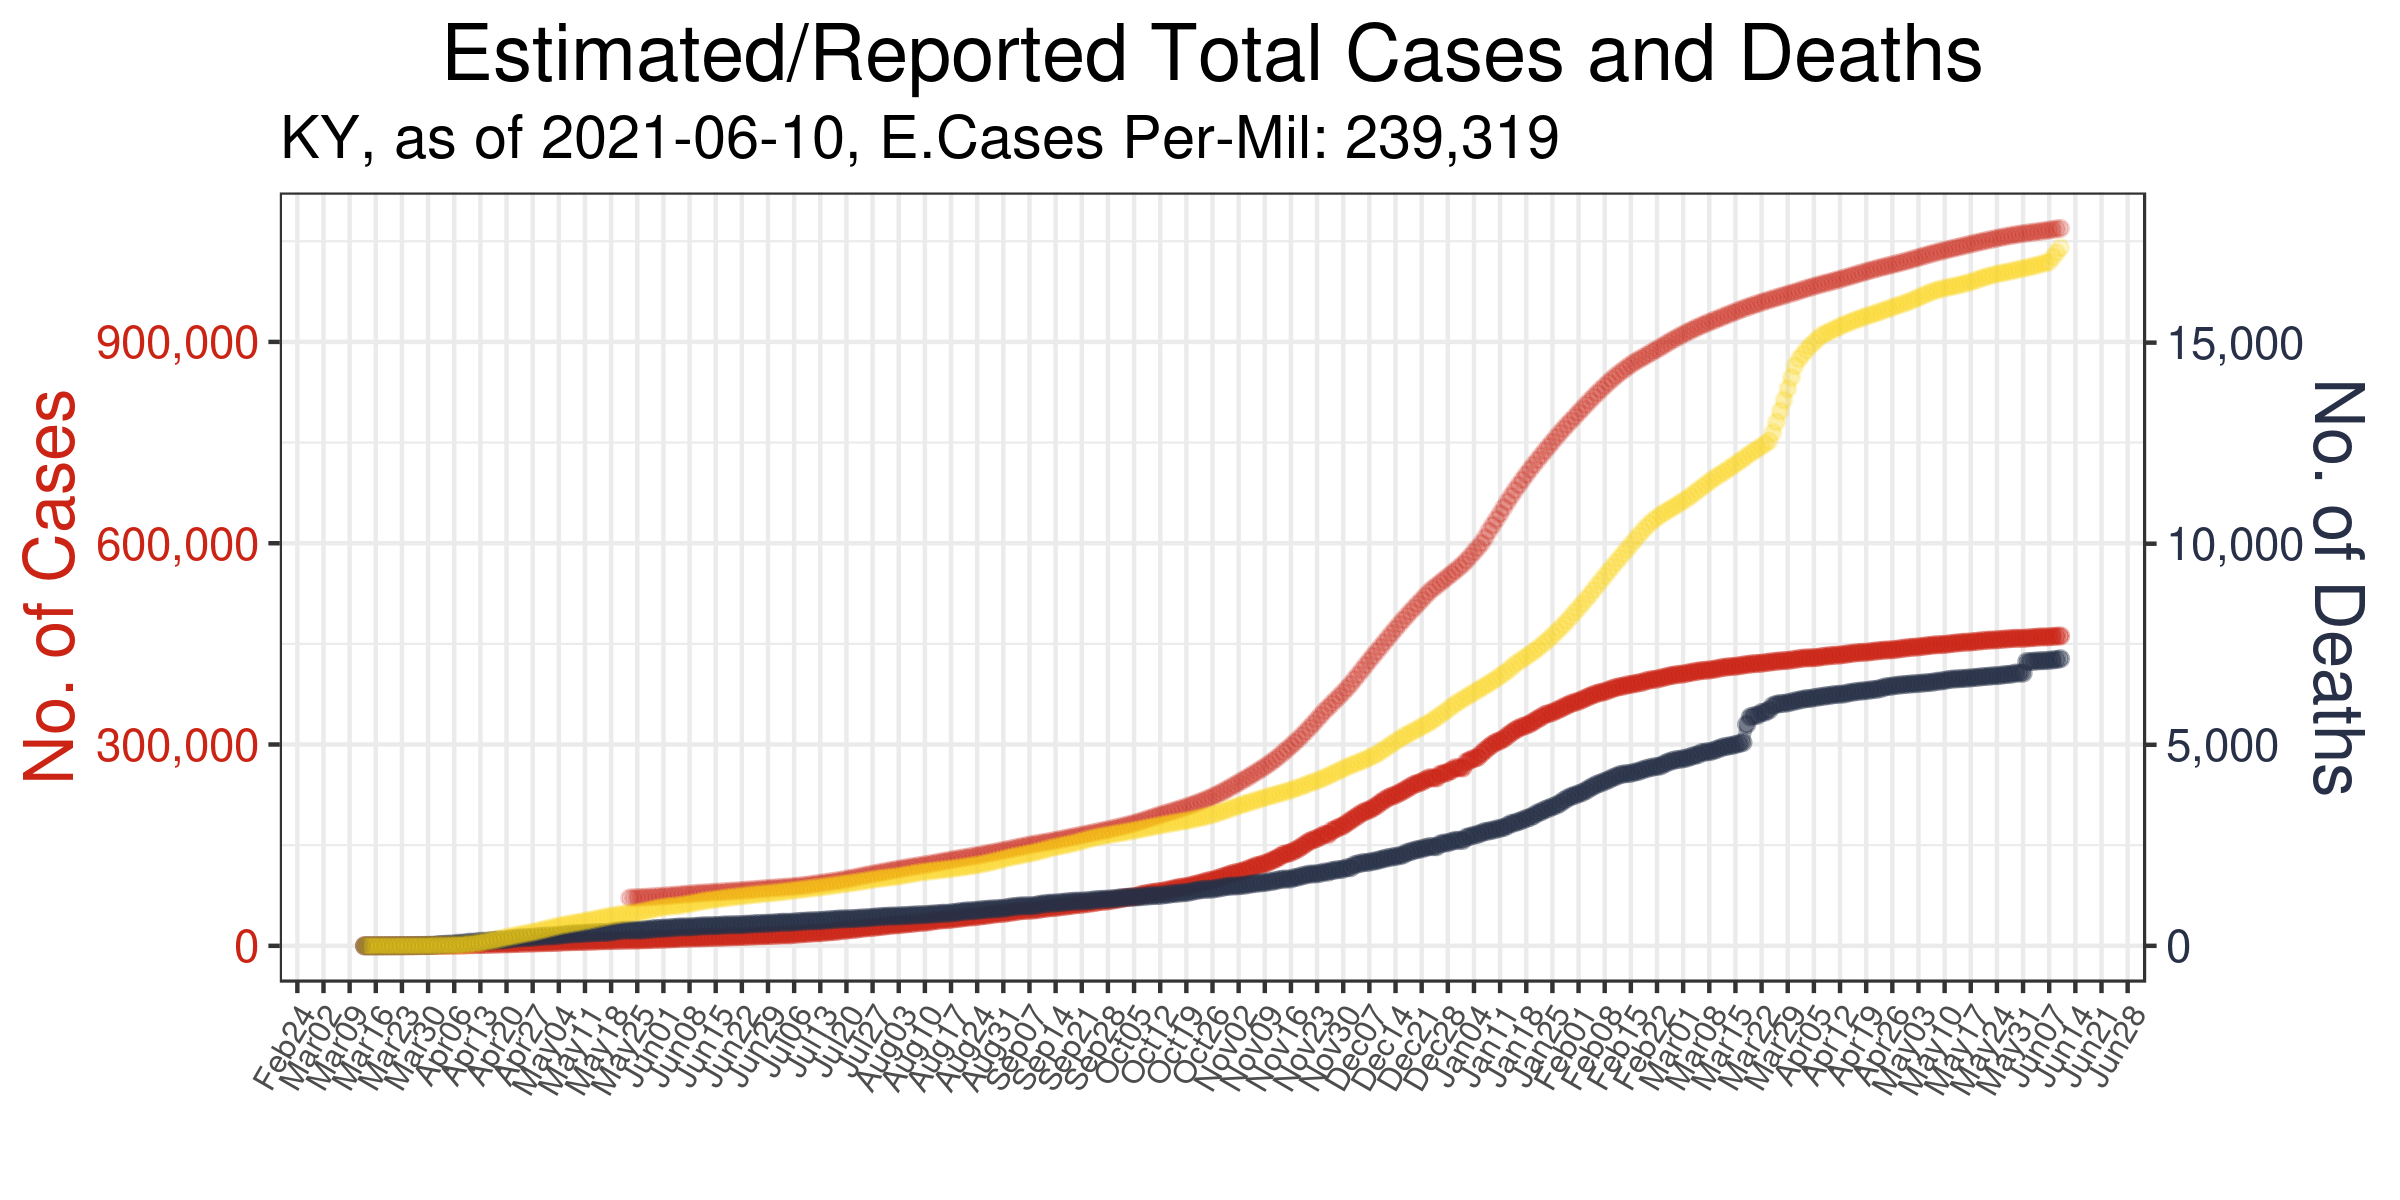 Estimated/Reported Total Cases and Deaths
KY, as of 2021-06-10, E.Cases Per-Mil: 239,319
No. of Cases
900,000
600,000
300,000
0
15,000
10,000
5,000
0
No. of Deaths
Feb24
Mar02
Mar09
Mar16
Mar23
Mar30
Apr06
Apr13
Apr20
Apr27
May04
May11
May18
May25
Jun01
Jun08
Jun15
Jun22
Jun29
Jul06
Jul13
Jul20
Jul27
Aug03
Aug10
Aug17
Aug24
Aug31
Sep07
Sep14
Sep21
Sep28
Oct05
Oct12
Oct19
Oct26
Nov02
Nov09
Nov16
Nov23
Nov30
Dec07
Dec14
Dec21
Dec28
Jan04
Jan11
Jan18
Jan25
Feb01
Feb08
Feb15
Feb22
Mar01
Mar08
Mar15
Mar22
Mar29
Apr05
Apr12
Apr19
Apr26
May03
May10
May17
May24
May31
Jun07
Jun14
Jun21
Jun28